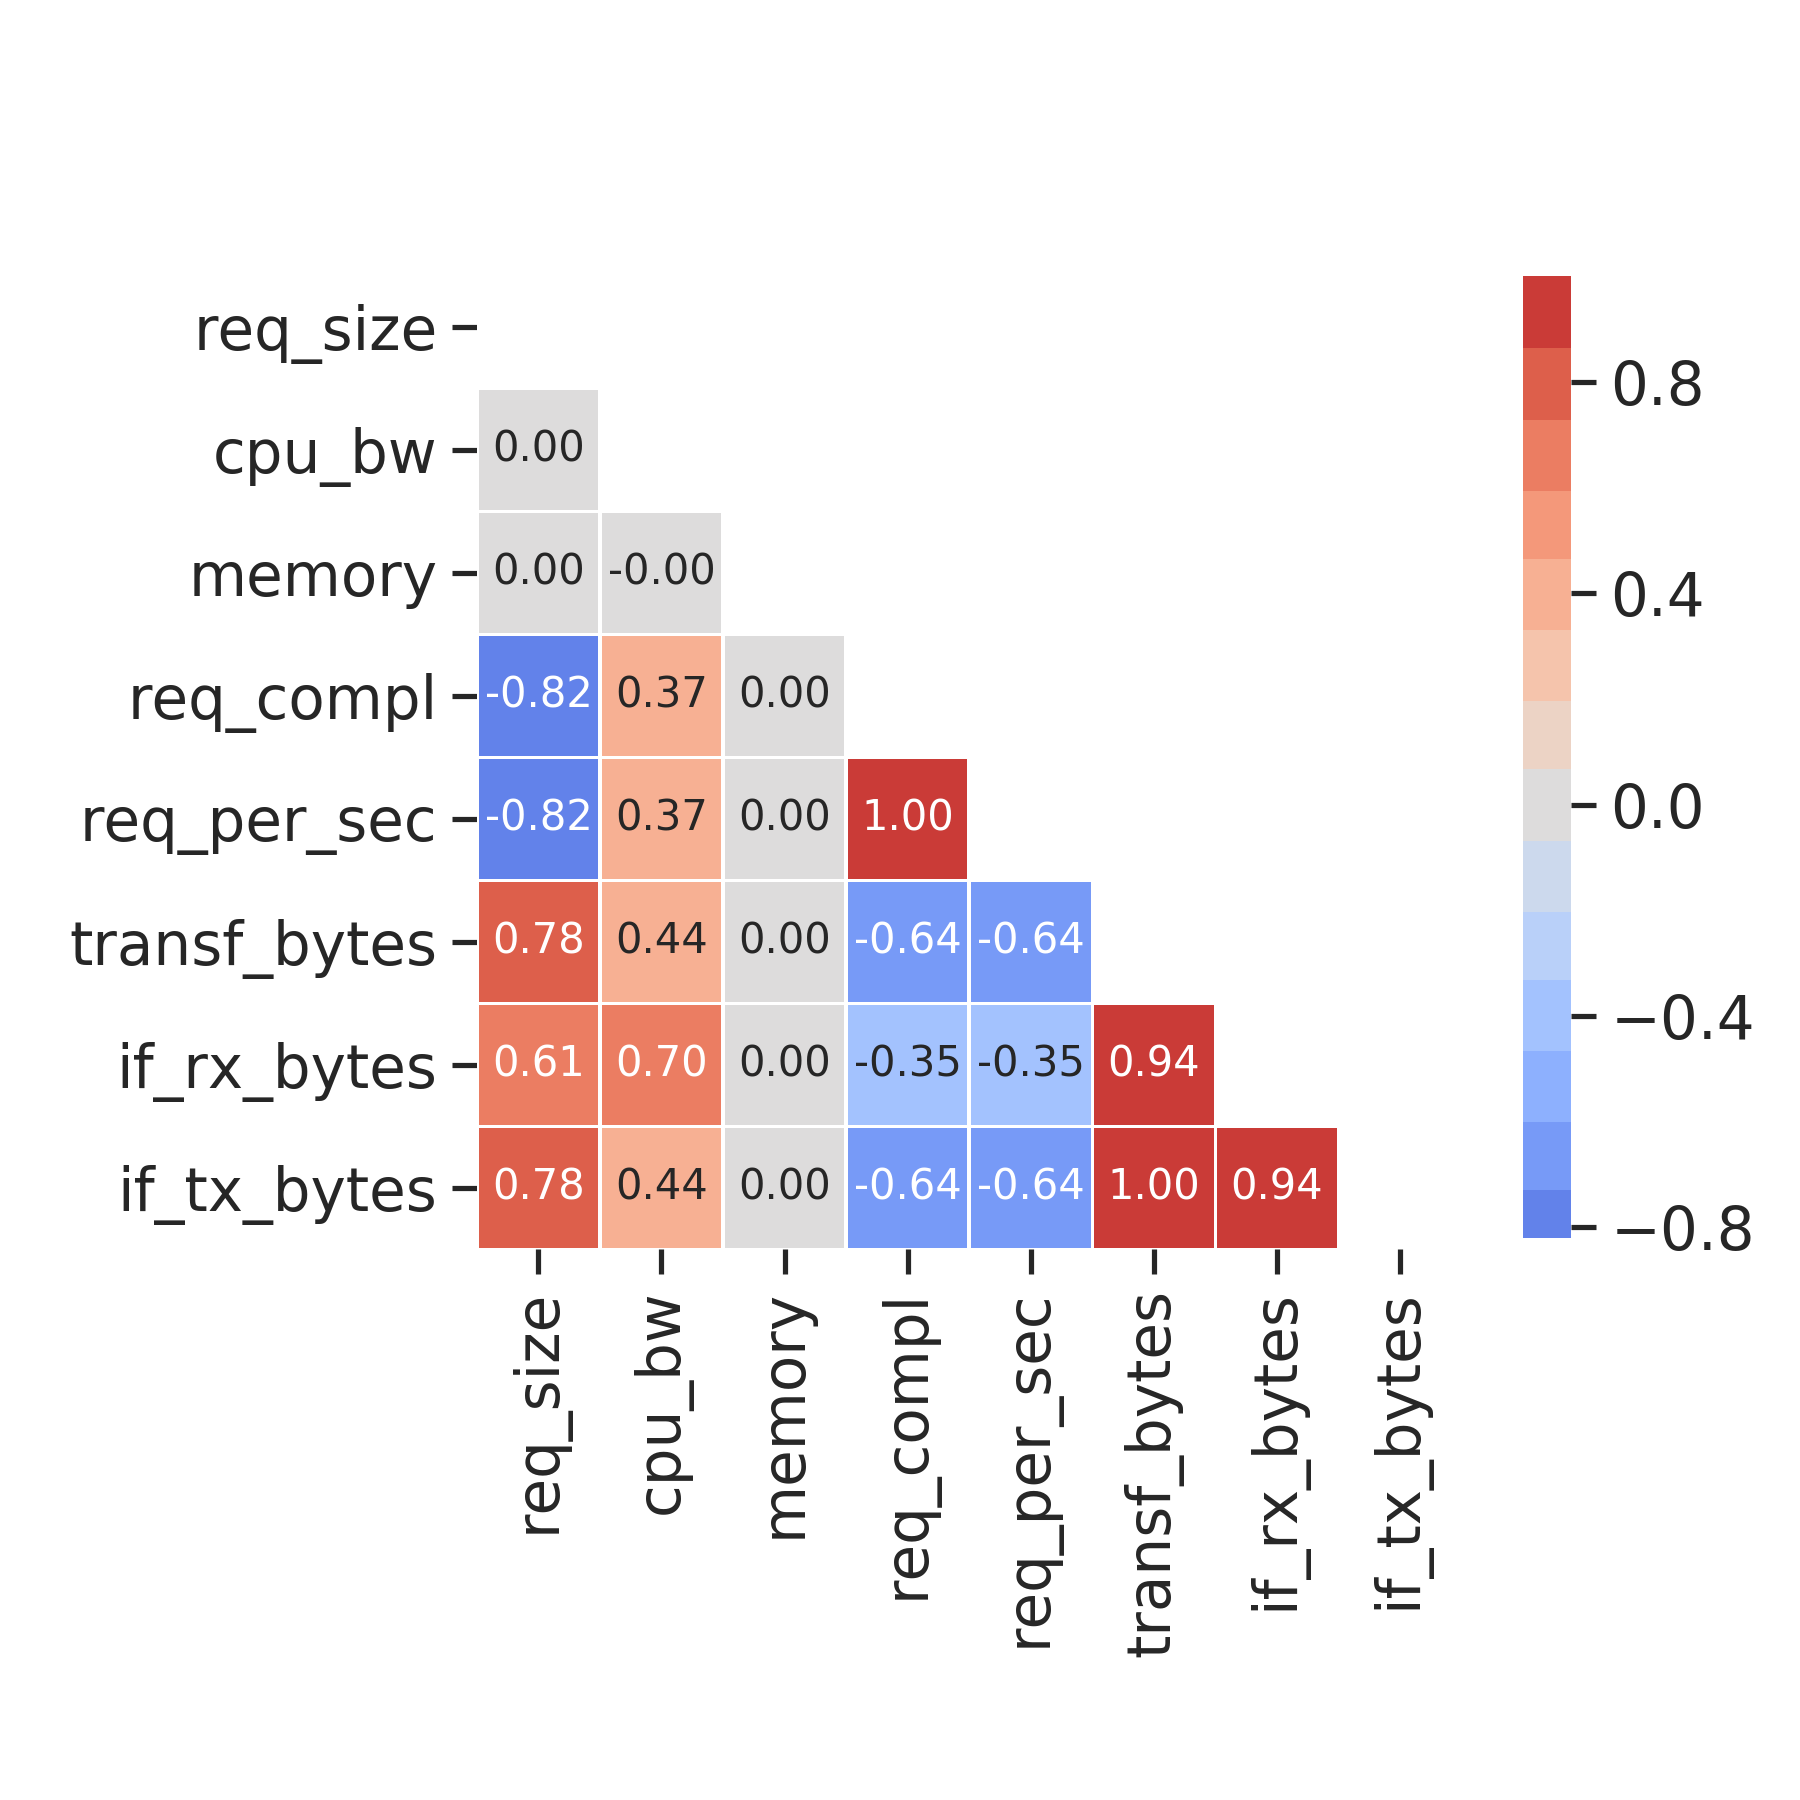 req_size
cpu_bw 0.00
memory 0.00 -0.00
req_compl -0.82 0.37 0.00
req_per_sec -0.82 0.37 0.00 1.00
transf_bytes 0.78 0.44 0.00 -0.64 -0.64
if_rx_bytes 0.61 0.70 0.00 -0.35 -0.35 0.94
if_tx_bytes 0.78 0.44 0.00 -0.64 -0.64 1.00 0.94
req_size
cpu_bw
memory
req_compl
req_per_sec
transf_bytes
if_rx_bytes
if_tx_bytes
0.8
0.4
0.0
−0.4
−0.8